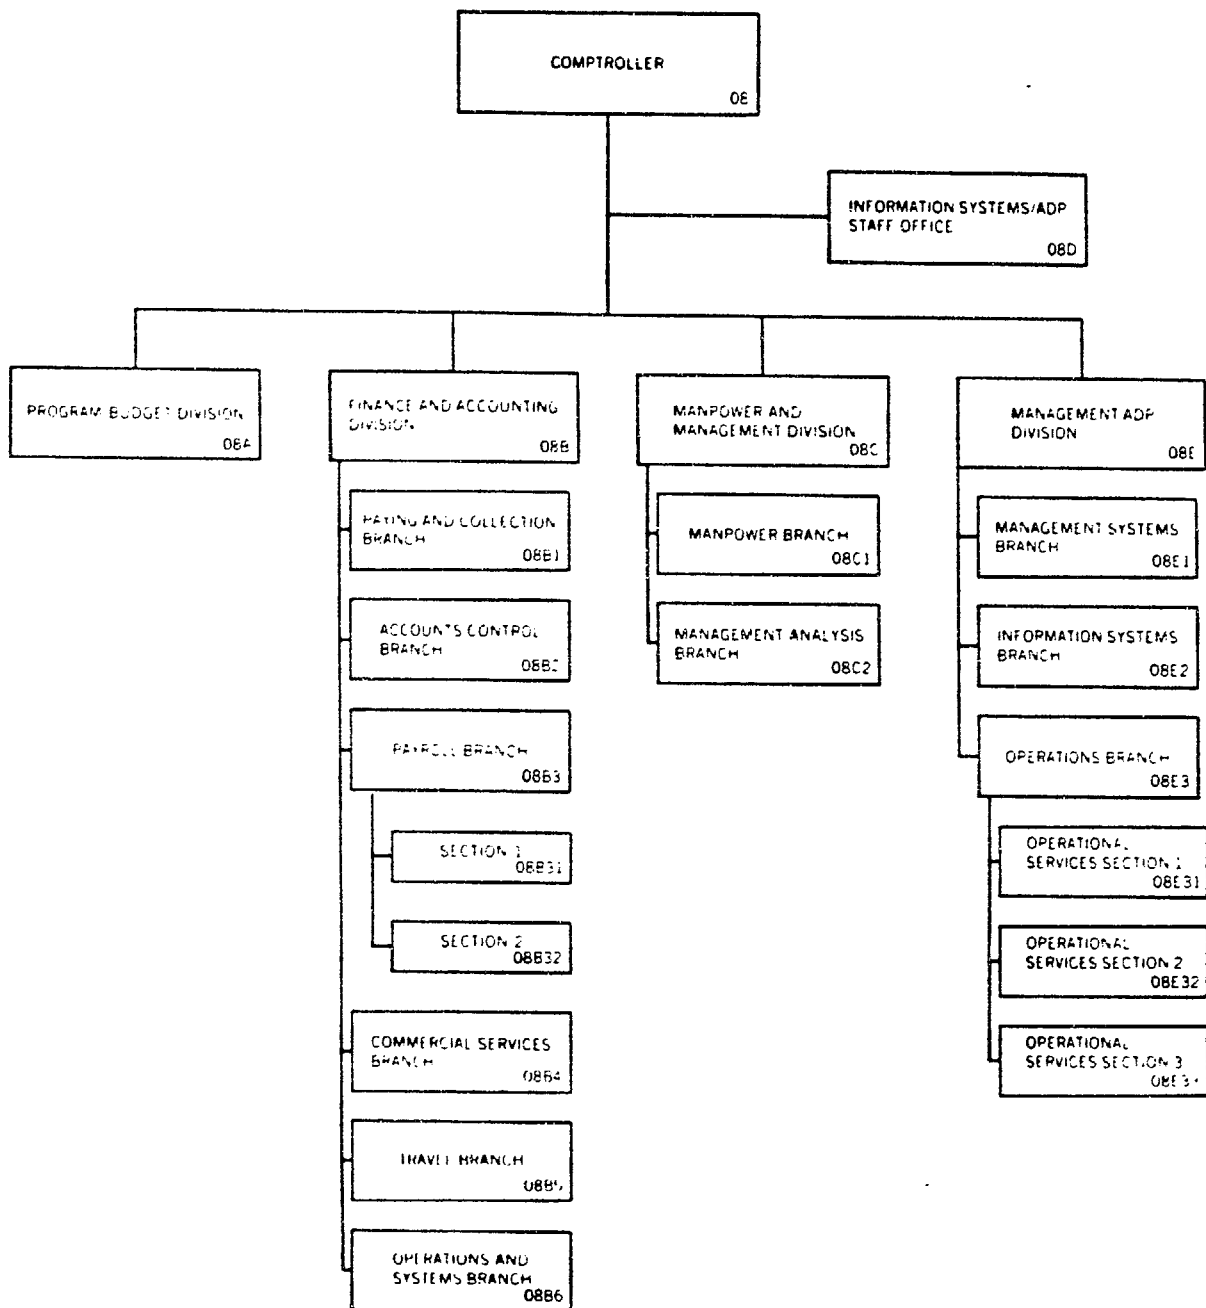 COMPTROLLER
08
INFORMATION SYSTEMS/ADP
STAFF OFFICE
08D
PROGRAM BUDGET DIVISION
08A
FINANCE AND ACCOUNTING
DIVISION
08B
PAYING AND COLLECTION
BRANCH
08B1
ACCOUNTS CONTROL
BRANCH
08B2
PAYROLL BRANCH
08B3
SECTION 1
08B31
SECTION 2
08B32
COMMERCIAL SERVICES
BRANCH
08B4
TRAVEL BRANCH
08B5
OPERATIONS AND
SYSTEMS BRANCH
08B6
MANPOWER AND
MANAGEMENT DIVISION
08C
MANPOWER BRANCH
08C1
MANAGEMENT ANALYSIS
BRANCH
08C2
MANAGEMENT ADP
DIVISION
08E
MANAGEMENT SYSTEMS
BRANCH
08E1
INFORMATION SYSTEMS
BRANCH
08E2
OPERATIONS BRANCH
08E3
OPERATIONAL
SERVICES SECTION 1
08E31
OPERATIONAL
SERVICES SECTION 2
08E32
OPERATIONAL
SERVICES SECTION 3
08E33